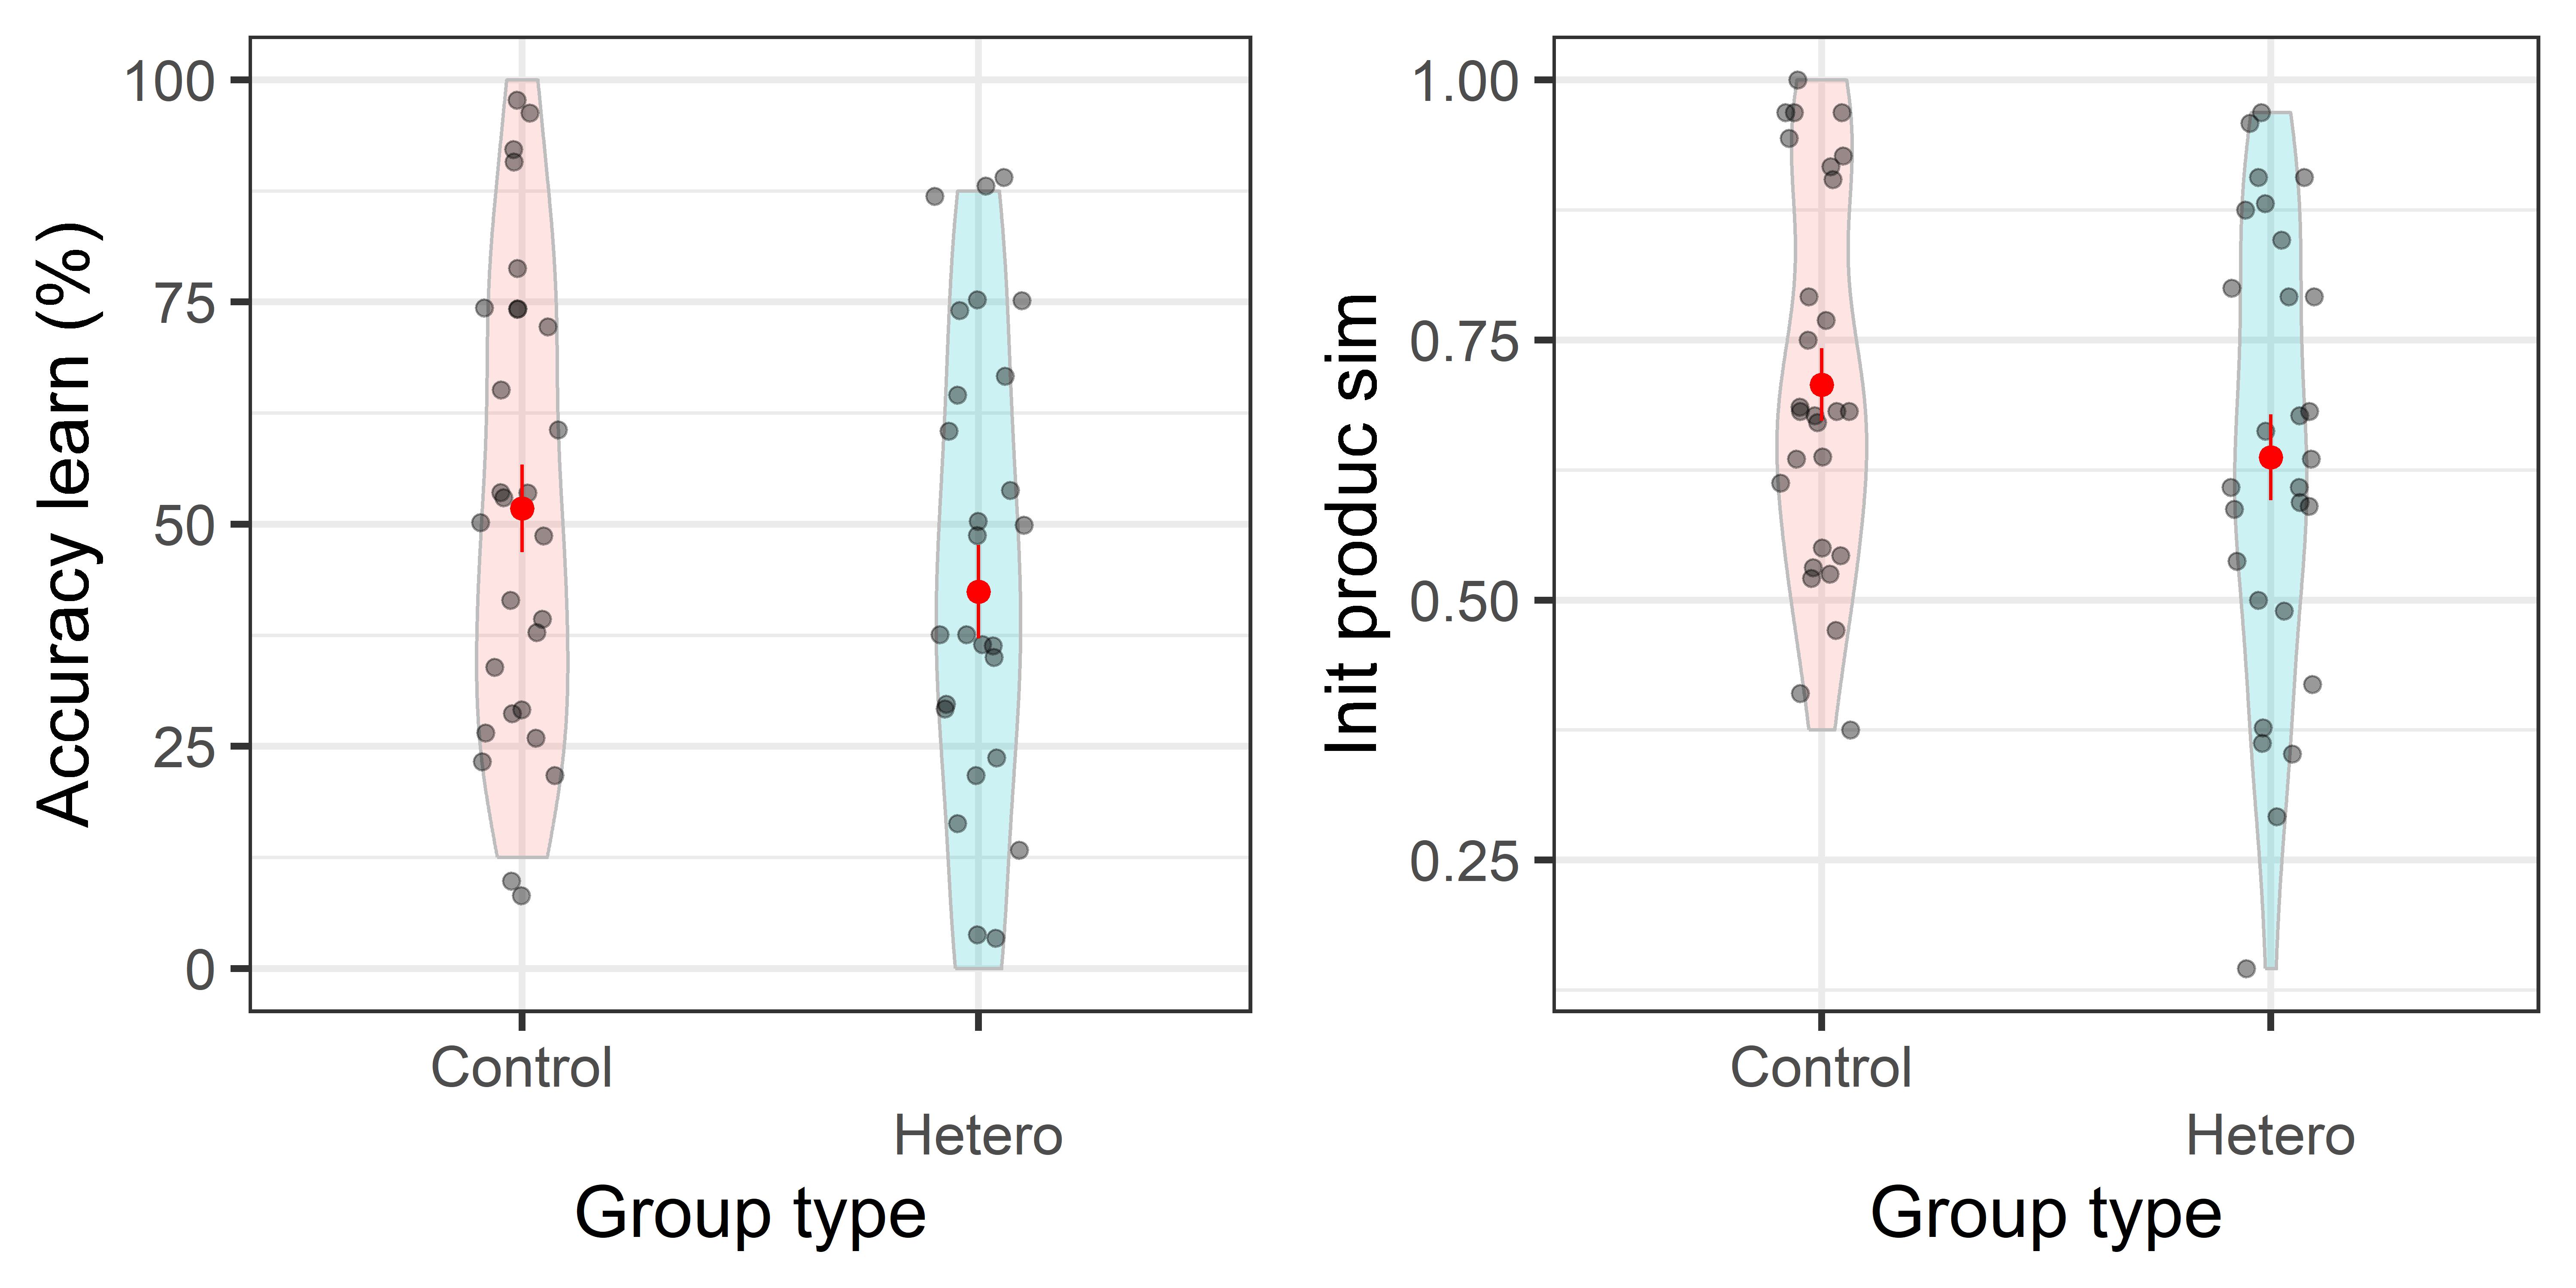 Accuracy learn (%)
100
75
50
25
0
Control
Hetero
Group type
Init produc sim
1.00
0.75
0.50
0.25
Control
Hetero
Group type